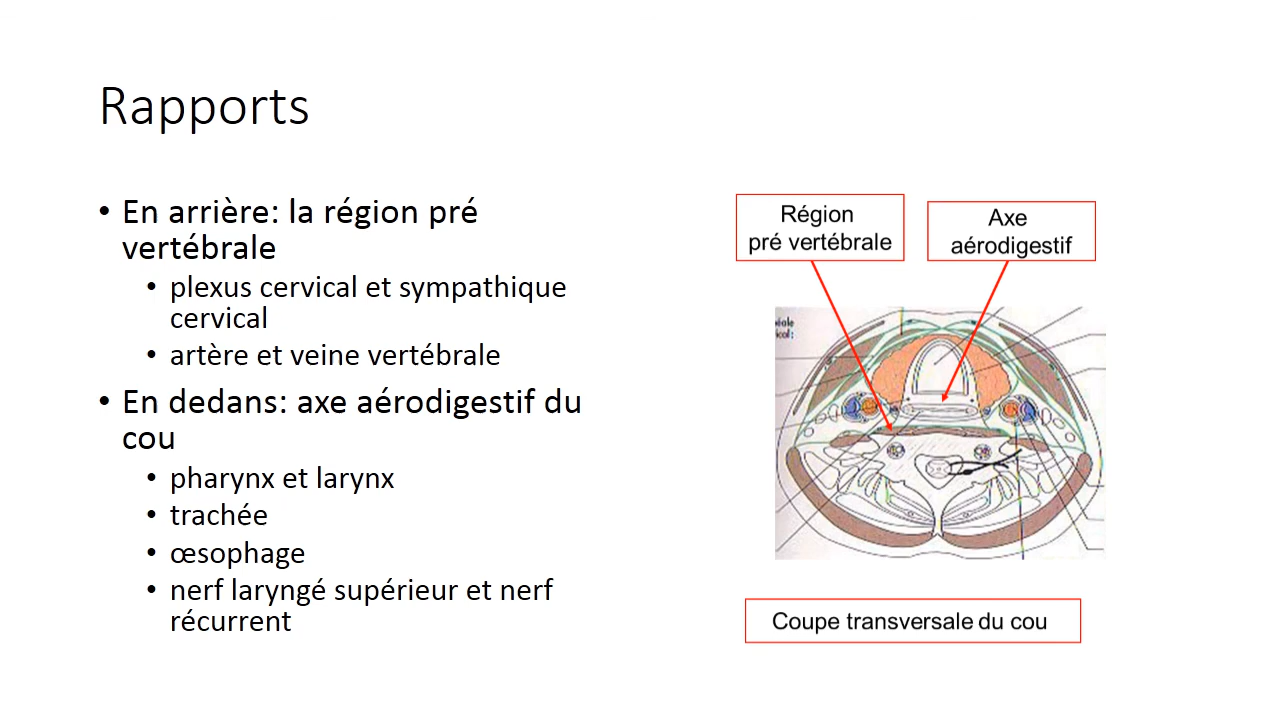 Rapports
• En arrière: la région pré
vertébrale
• plexus cervical et sympathique
cervical
• artère et veine vertébrale
• En dedans: axe aérodigestif du
cou
• pharynx et larynx
• trachée
• œsophage
• nerf laryngé supérieur et nerf
récurrent
Région
pré vertébrale
Axe
aérodigestif
Coupe transversale du cou